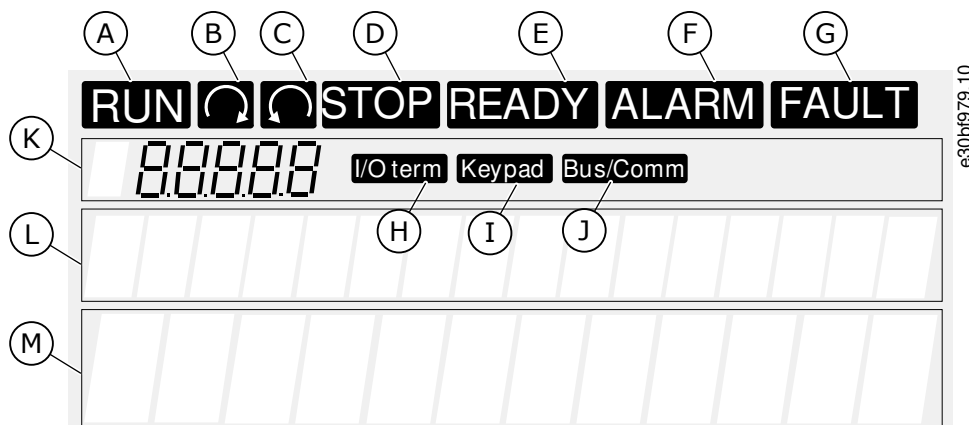 A B C D E F G
RUN STOP READY ALARM FAULT
K 8.8.8.8.8 I/O term Keypad Bus/Comm
H I J
L
M
e30bf979.10